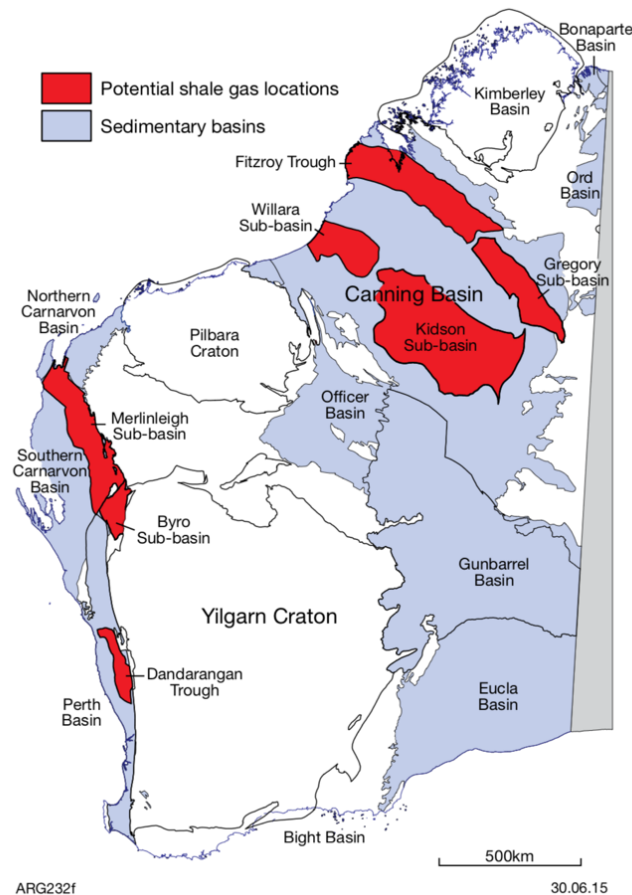 Bonaparte
Basin
Potential shale gas locations
Sedimentary basins
Kimberley
Basin
Fitzroy Trough
Ord
Basin
Willara
Sub-basin
Gregory
Sub-basin
Canning Basin
Northern
Carnarvon
Basin
Kidson
Sub-basin
Pilbara
Craton
Officer
Basin
Merlinleigh
Sub-basin
Southern
Carnarvon
Basin
Byro
Sub-basin
Gunbarrel
Basin
Yilgarn Craton
Dandarangan
Trough
Eucla
Basin
Perth
Basin
Bight Basin
500km
ARG232f
30.06.15